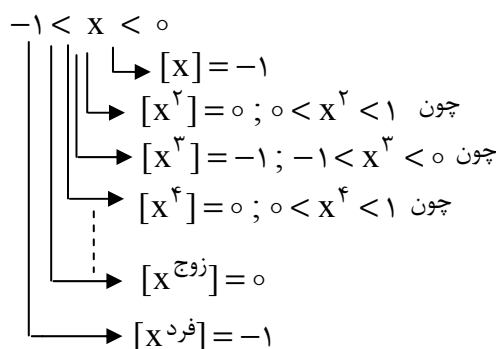 −۱ < x < ۰
[x] = −۱
[x^۲] = ۰ ; ۰ < x^۲ < ۱ چون
[x^۳] = −۱ ; −۱ < x^۳ < ۰ چون
[x^۴] = ۰ ; ۰ < x^۴ < ۱ چون
[x^زوج] = ۰
[x^فرد] = −۱